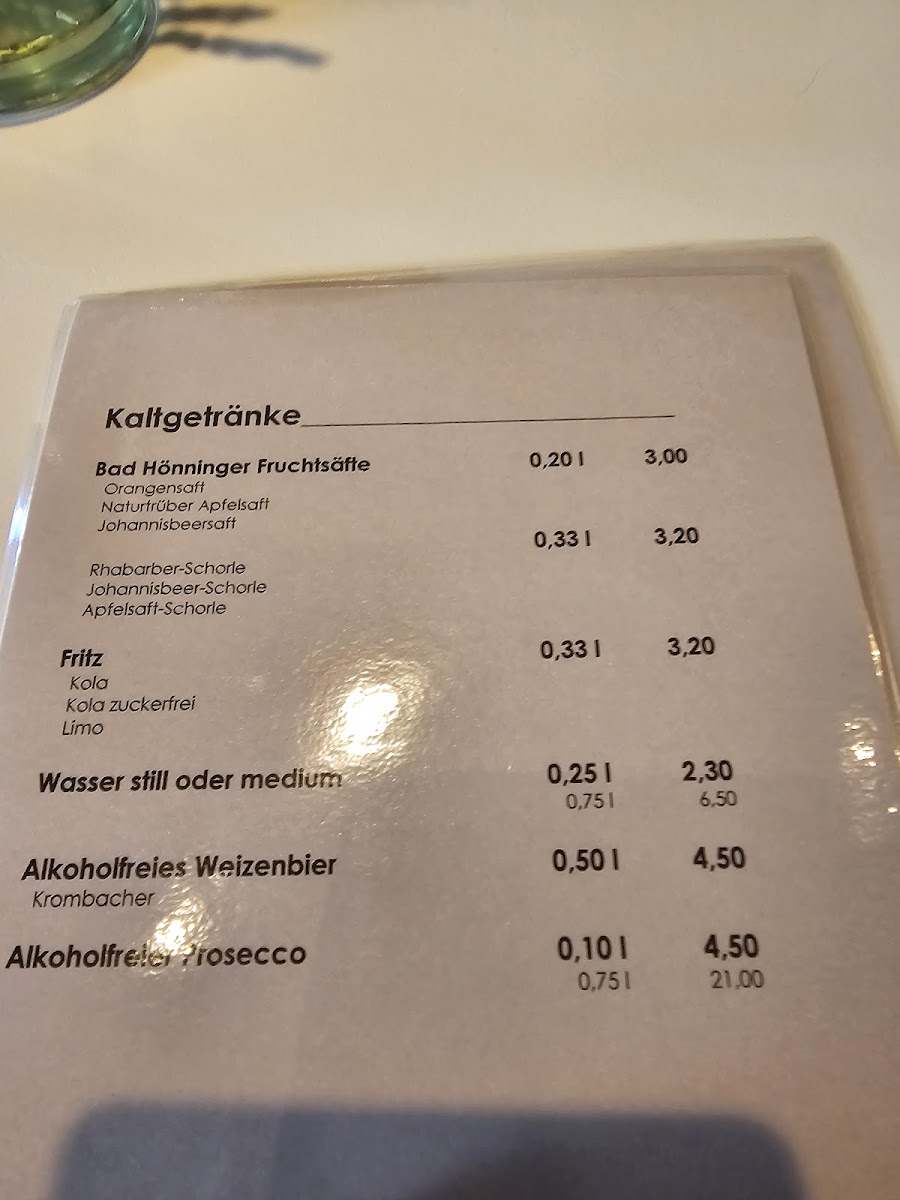 Kaltgetränke
Bad Hönninger Fruchtsäfte 0,20 l 3,00
Orangensaft
Naturtrüber Apfelsaft
Johannisbeersaft
0,33 l 3,20
Rhabarber-Schorle
Johannisbeer-Schorle
Apfelsaft-Schorle
Fritz 0,33 l 3,20
Kola
Kola zuckerfrei
Limo
Wasser still oder medium 0,25 l 2,30
0,75 l 6,50
Alkoholfreies Weizenbier 0,50 l 4,50
Krombacher
Alkoholfreier Prosecco 0,10 l 4,50
0,75 l 21,00